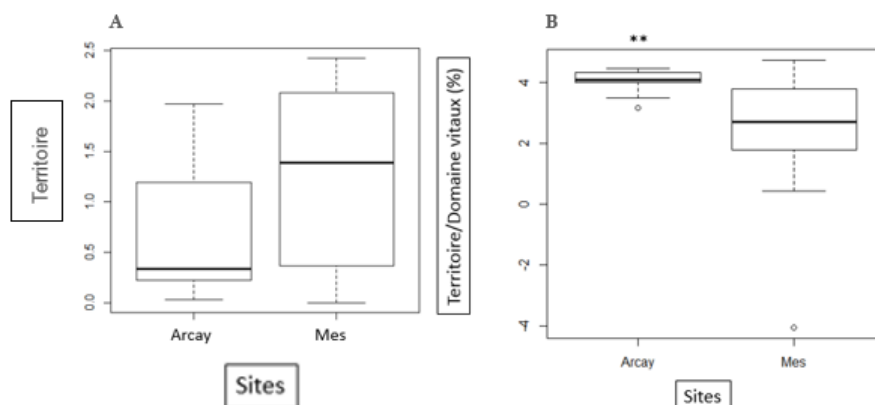 A
Territoire
2.5
2.0
1.5
1.0
0.5
0.0
Arcay Mes
Sites
B
Territoire/Domaine vitaux (%)
**
4
2
0
-2
-4
Arcay Mes
Sites